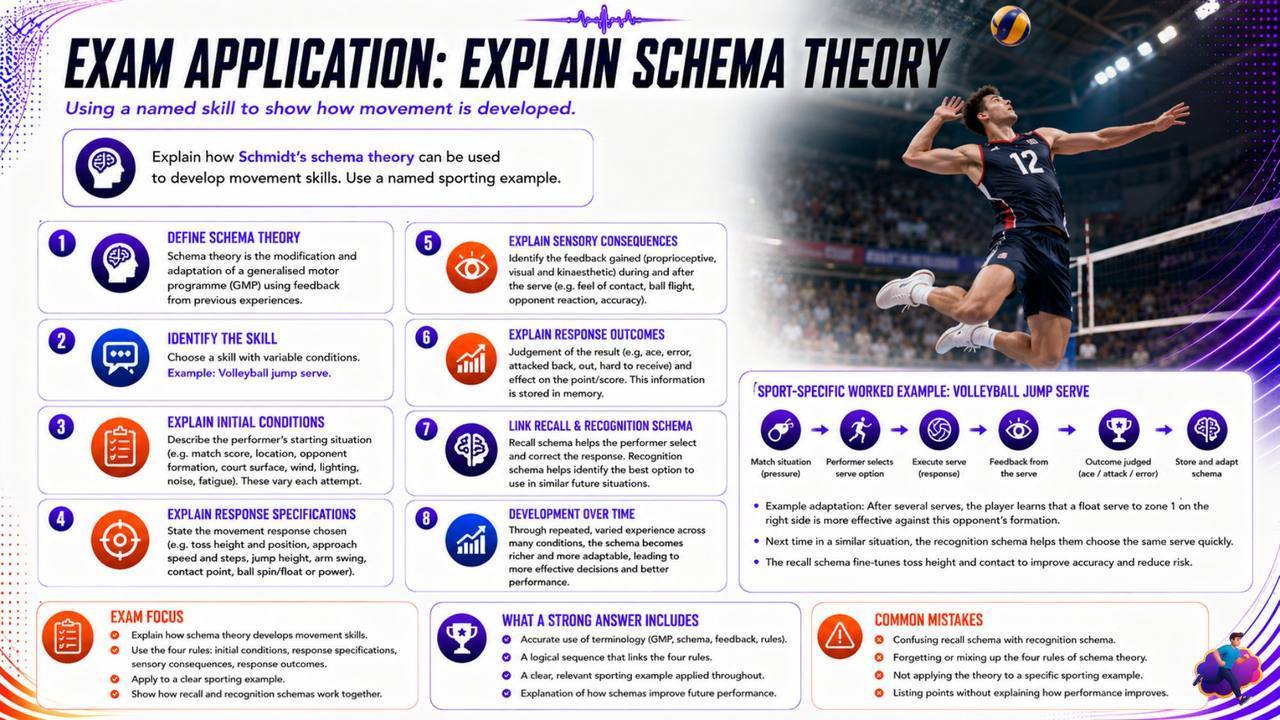 EXAM APPLICATION: EXPLAIN SCHEMA THEORY
Using a named skill to show how movement is developed.
Explain how Schmidt's schema theory can be used
to develop movement skills. Use a named sporting example.
1
DEFINE SCHEMA THEORY
Schema theory is the modification and
adaptation of a generalised motor
programme (GMP) using feedback
from previous experiences.
2
IDENTIFY THE SKILL
Choose a skill with variable conditions.
Example: Volleyball jump serve.
3
EXPLAIN INITIAL CONDITIONS
Describe the performer's starting situation
(e.g. match score, location, opponent
formation, court surface, wind, lighting,
noise, fatigue). These vary each attempt.
4
EXPLAIN RESPONSE SPECIFICATIONS
State the movement response chosen
(e.g. toss height and position, approach
speed and steps, jump height, arm swing,
contact point, ball spin/float or power).
5
EXPLAIN SENSORY CONSEQUENCES
Identify the feedback gained (proprioceptive,
visual and kinaesthetic) during and after
the serve (e.g. feel of contact, ball flight,
opponent reaction, accuracy).
6
EXPLAIN RESPONSE OUTCOMES
Judgement of the result (e.g, ace, error,
attacked back, out, hard to receive) and
effect on the point/score. This information
is stored in memory.
7
LINK RECALL & RECOGNITION SCHEMA
Recall schema helps the performer select
and correct the response. Recognition
schema helps identify the best option to
use in similar future situations.
8
DEVELOPMENT OVER TIME
Through repeated, varied experience across
many conditions, the schema becomes
richer and more adaptable, leading to
more effective decisions and better
performance.
12
SPORT-SPECIFIC WORKED EXAMPLE: VOLLEYBALL JUMP SERVE
Match situation
(pressure)
Performer selects
serve option
Execute serve
(response)
Feedback from
the serve
Outcome judged
(ace / attack / error)
Store and adapt
schema
• Example adaptation: After several serves, the player learns that a float serve to zone 1 on the
right side is more effective against this opponent's formation.
• Next time in a similar situation, the recognition schema helps them choose the same serve quickly.
• The recall schema fine-tunes toss height and contact to improve accuracy and reduce risk.
EXAM FOCUS
Explain how schema theory develops movement skills.
Use the four rules: initial conditions, response specifications,
sensory consequences, response outcomes.
Apply to a clear sporting example.
Show how recall and recognition schemas work together.
WHAT A STRONG ANSWER INCLUDES
Accurate use of terminology (GMP, schema, feedback, rules).
A logical sequence that links the four rules.
A clear, relevant sporting example applied throughout.
Explanation of how schemas improve future performance.
COMMON MISTAKES
Confusing recall schema with recognition schema.
Forgetting or mixing up the four rules of schema theory.
Not applying the theory to a specific sporting example.
Listing points without explaining how performance improves.